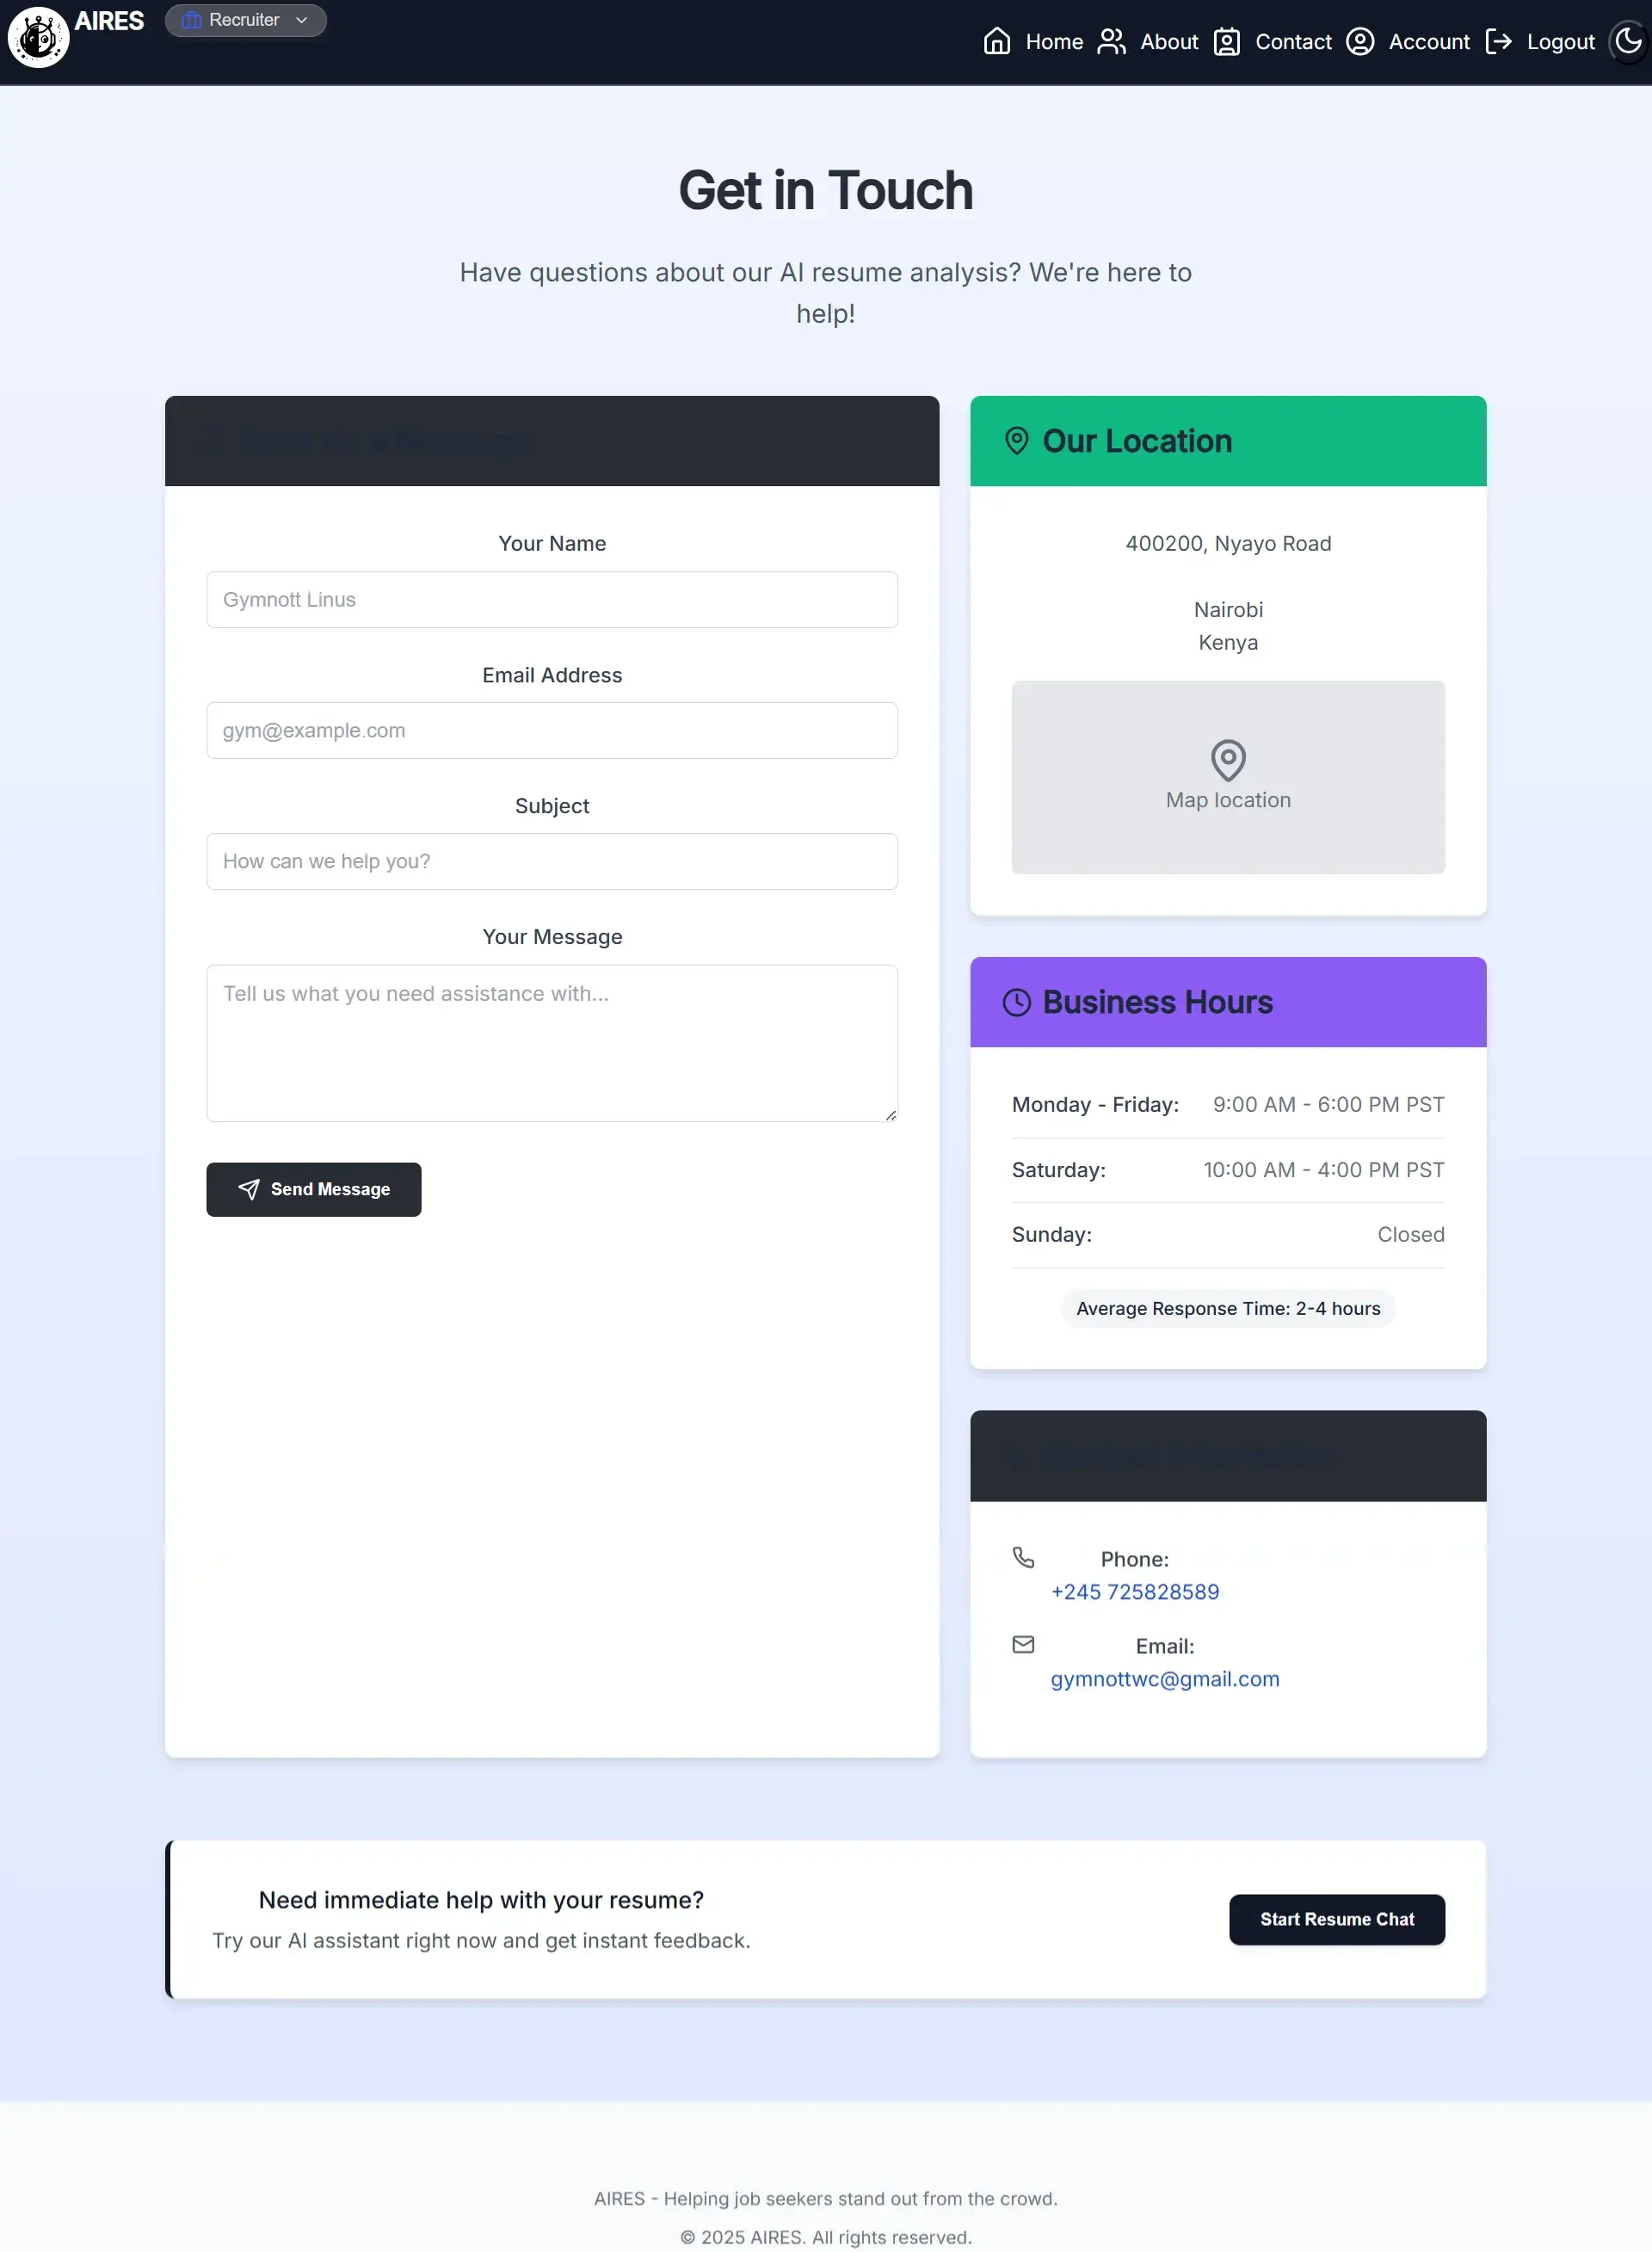 AIRES
Recruiter
Home
About
Contact
Account
Logout
Get in Touch
Have questions about our AI resume analysis? We're here to
help!
Send Us a Message
Your Name
Gymnott Linus
Email Address
gym@example.com
Subject
How can we help you?
Your Message
Tell us what you need assistance with...
Send Message
Our Location
400200, Nyayo Road
Nairobi
Kenya
Map location
Business Hours
Monday - Friday: 9:00 AM - 6:00 PM PST
Saturday: 10:00 AM - 4:00 PM PST
Sunday: Closed
Average Response Time: 2-4 hours
Contact Information
Phone:
+245 725828589
Email:
gymnottwc@gmail.com
Need immediate help with your resume?
Try our AI assistant right now and get instant feedback.
Start Resume Chat
AIRES - Helping job seekers stand out from the crowd.
© 2025 AIRES. All rights reserved.